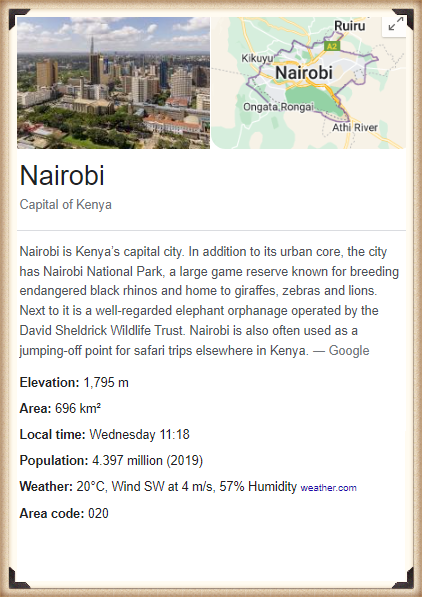 Ruiru
A2
Kikuyu
Nairobi
Ongata Rongai
Athi River
Nairobi
Capital of Kenya
Nairobi is Kenya's capital city. In addition to its urban core, the city
has Nairobi National Park, a large game reserve known for breeding
endangered black rhinos and home to giraffes, zebras and lions.
Next to it is a well-regarded elephant orphanage operated by the
David Sheldrick Wildlife Trust. Nairobi is also often used as a
jumping-off point for safari trips elsewhere in Kenya. — Google
Elevation: 1,795 m
Area: 696 km²
Local time: Wednesday 11:18
Population: 4.397 million (2019)
Weather: 20°C, Wind SW at 4 m/s, 57% Humidity weather.com
Area code: 020